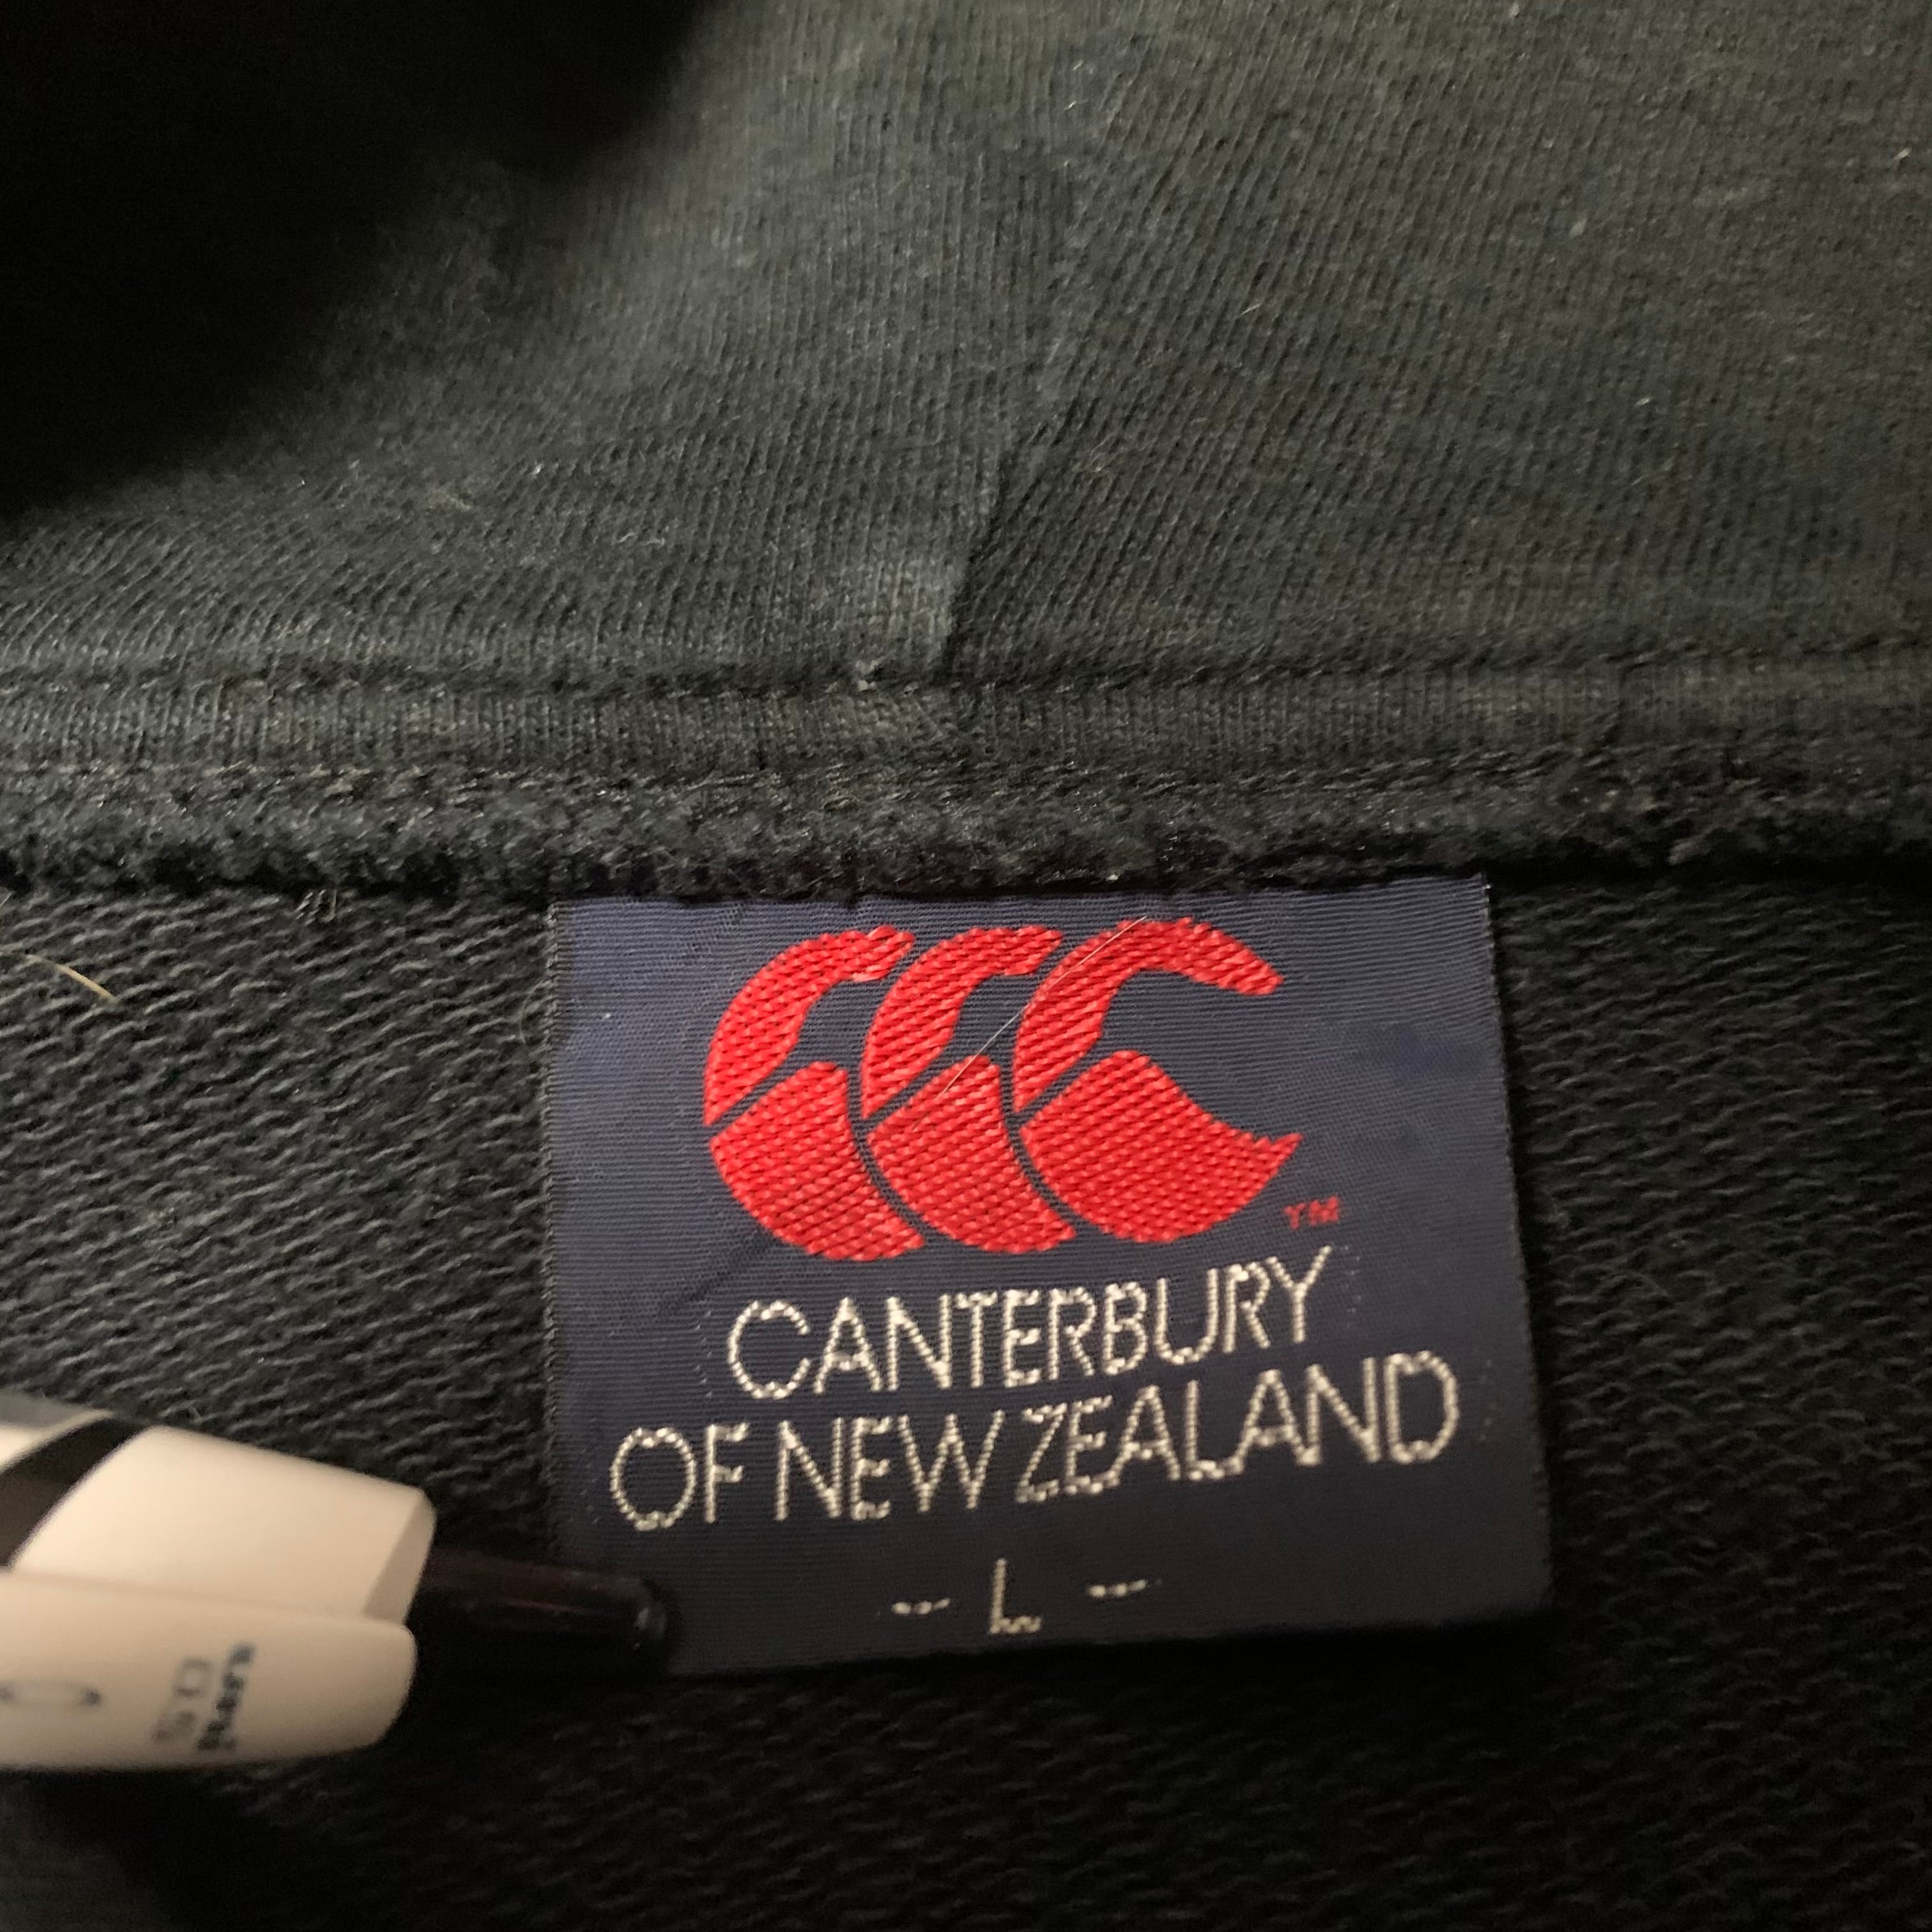 TM
CANTERBURY
OF NEW ZEALAND
- L -